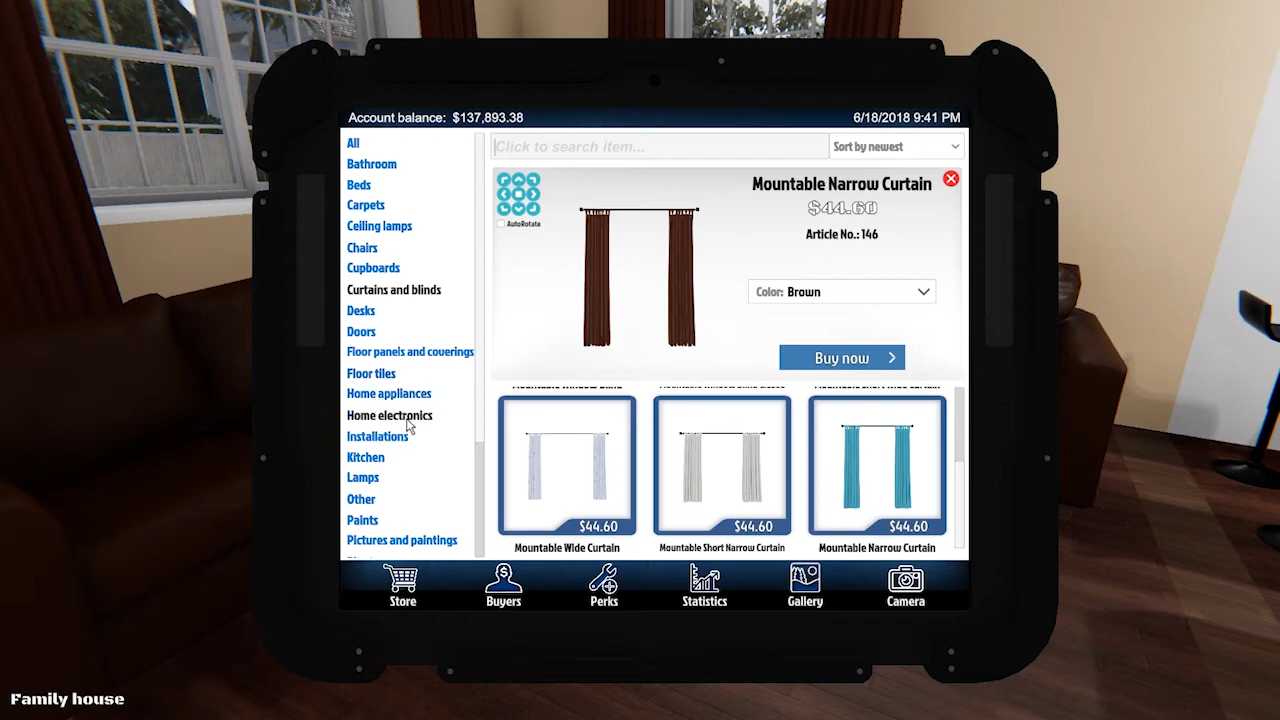 Account balance: $137,893.38
6/18/2018 9:41 PM
All
Bathroom
Beds
Carpets
Ceiling lamps
Chairs
Cupboards
Curtains and blinds
Desks
Doors
Floor panels and coverings
Floor tiles
Home appliances
Home electronics
Installations
Kitchen
Lamps
Other
Paints
Pictures and paintings
Click to search item...
Sort by newest
AutoRotate
Mountable Narrow Curtain
$44.60
Article No.: 146
Color: Brown
Buy now
$44.60
$44.60
$44.60
Mountable Wide Curtain
Mountable Short Narrow Curtain
Mountable Narrow Curtain
Store
Buyers
Perks
Statistics
Gallery
Camera
Family house